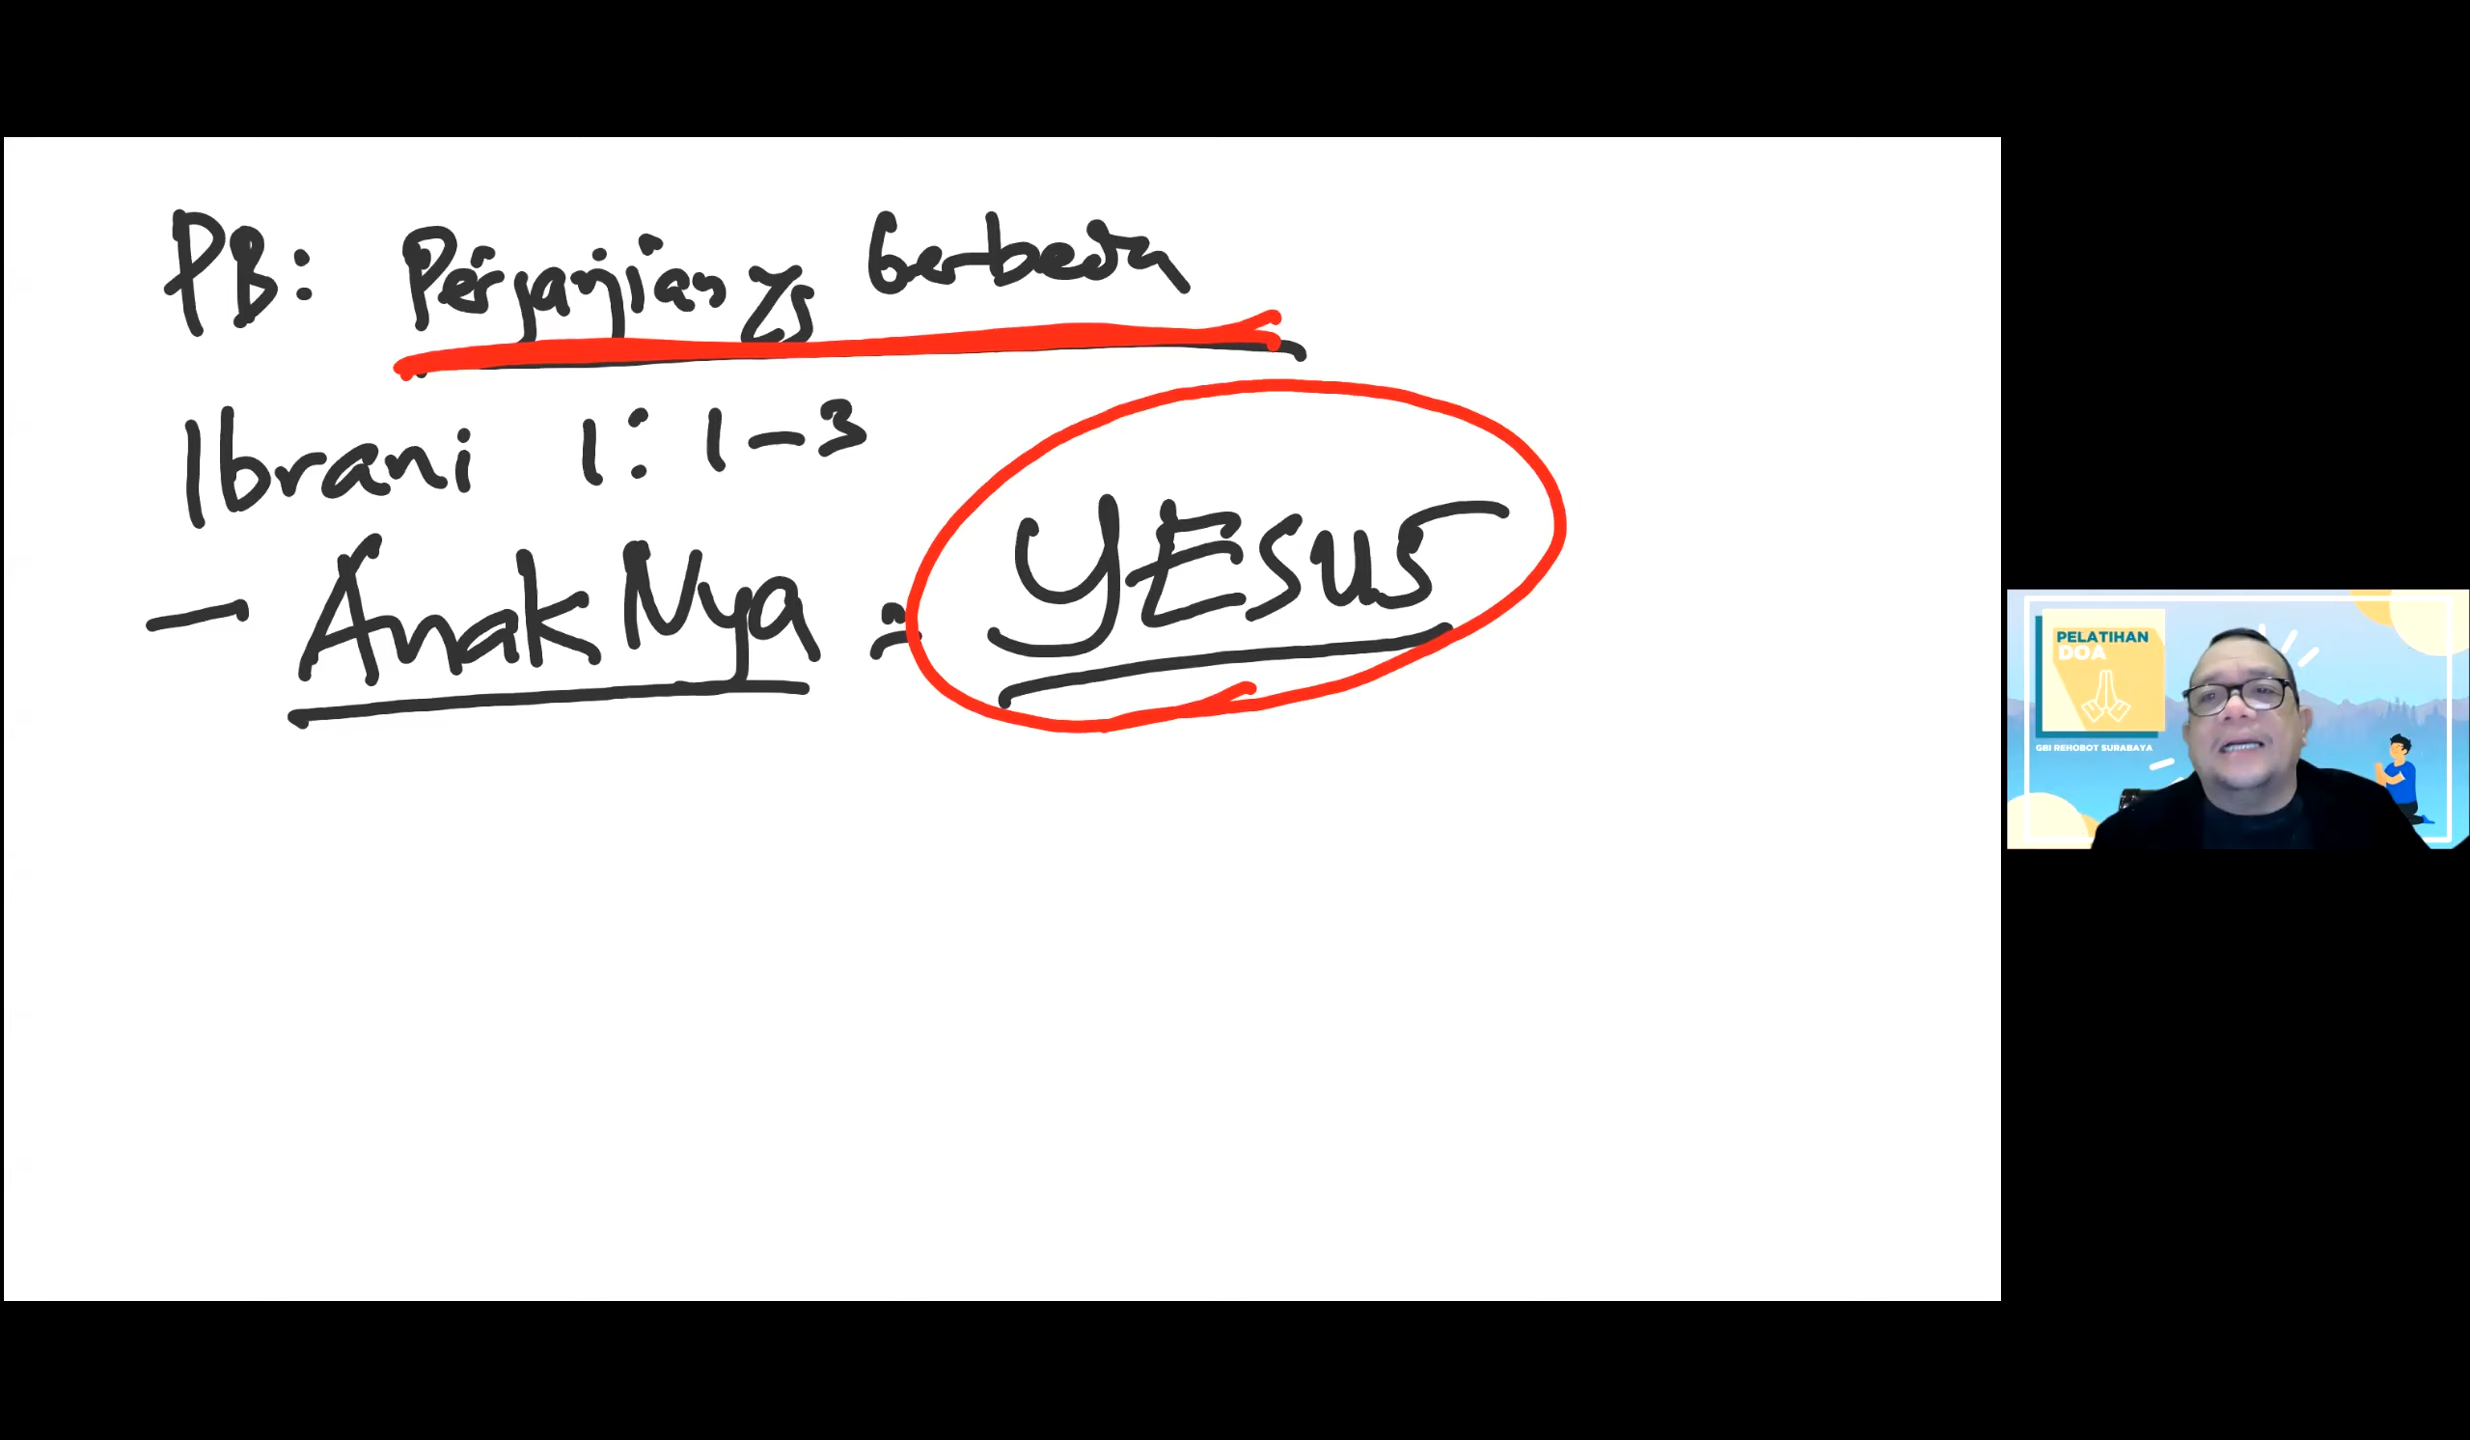 PB: Perjanjian yg berbeda
Ibrani 1:1-3
- AnakNya = YESUS
PELATIHAN
DOA
GBI REHOBOT SURABAYA